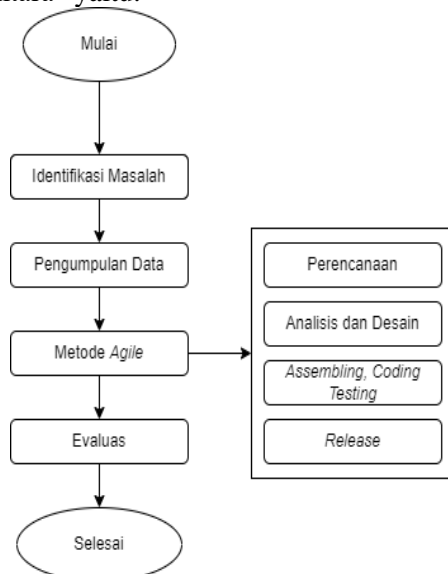 yaitu:
Mulai
Identifikasi Masalah
Pengumpulan Data
Metode Agile
Evaluas
Selesai
Perencanaan
Analisis dan Desain
Assembling, Coding
Testing
Release